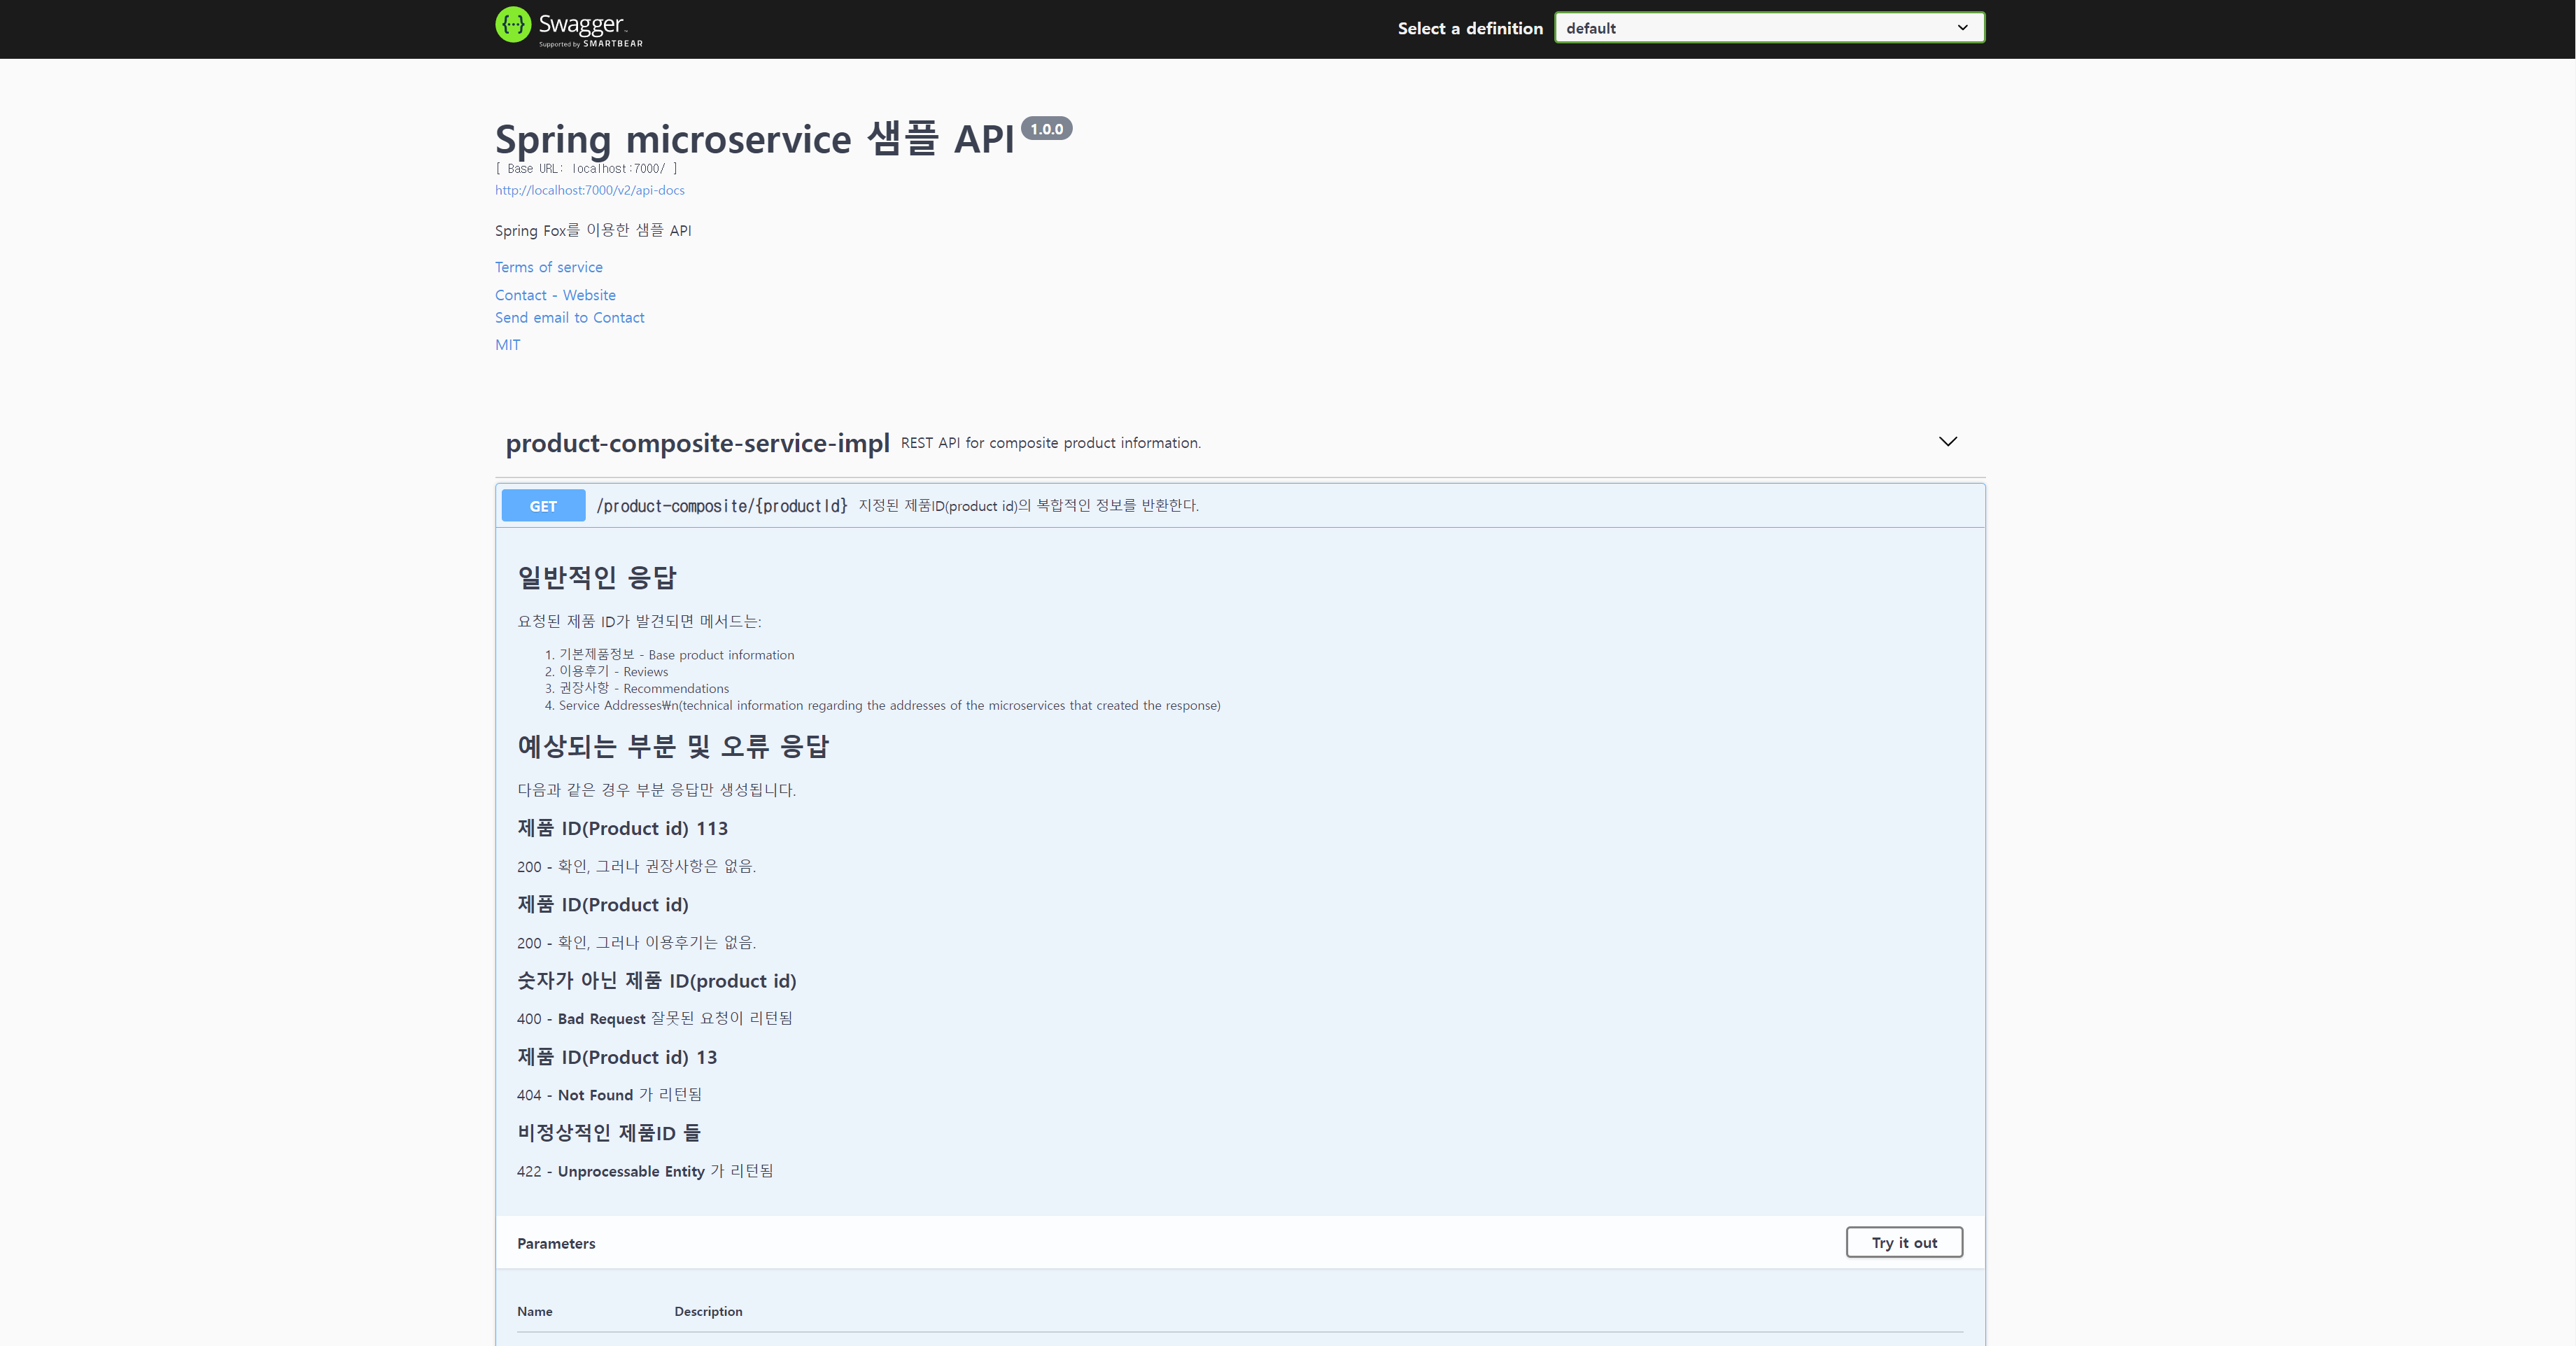 Swagger
Supported by SMARTBEAR
Select a definition
default
Spring microservice 샘플 API 1.0.0
[ Base URL: localhost:7000/ ]
http://localhost:7000/v2/api-docs
Spring Fox를 이용한 샘플 API
Terms of service
Contact - Website
Send email to Contact
MIT
product-composite-service-impl REST API for composite product information.
GET /product-composite/{productId} 지정된 제품ID(product id)의 복합적인 정보를 반환한다.
일반적인 응답
요청된 제품 ID가 발견되면 메서드는:
1. 기본제품정보 - Base product information
2. 이용후기 - Reviews
3. 권장사항 - Recommendations
4. Service Addresses₩n(technical information regarding the addresses of the microservices that created the response)
예상되는 부분 및 오류 응답
다음과 같은 경우 부분 응답만 생성됩니다.
제품 ID(Product id) 113
200 - 확인, 그러나 권장사항은 없음.
제품 ID(Product id)
200 - 확인, 그러나 이용후기는 없음.
숫자가 아닌 제품 ID(product id)
400 - Bad Request 잘못된 요청이 리턴됨
제품 ID(Product id) 13
404 - Not Found 가 리턴됨
비정상적인 제품ID 들
422 - Unprocessable Entity 가 리턴됨
Parameters
Try it out
Name Description